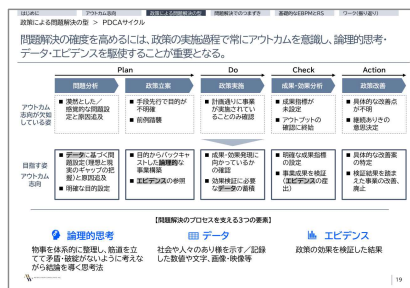 はじめに
アウトカム志向
政策による問題解決の型
問題解決でのつまずき
基礎的なEBPMとRS
ワーク(振り返り)
政策による問題解決の型 > PDCAサイクル
問題解決の確度を高めるには、政策の実施過程で常にアウトカムを意識し、論理的思考・
データ・エビデンスを駆使することが重要となる。
Plan
Do
Check
Action
問題分析
政策立案
政策実施
成果・効果分析
政策改善
アウトカム
志向が欠如
している姿
■ 漠然とした/
感覚的な問題設
定と原因追及
■ 手段先行で目的が
不明確
■ 前例踏襲
■ 計画通りに事業
が実施されてい
ることのみ確認
■ 成果指標が
未設定
■ アウトプットの
確認に終始
■ 具体的な改善点
が不明
■ 継続ありきの
意思決定
目指す姿
アウトカム
志向
■ データに基づく問
題設定(理想と現
実のギャップの把
握)と原因追及
■ 明確な目的設定
■ 目的からバックキャ
ストした論理的な
事業構築
■ エビデンスの参照
■ 成果・効果発現に
向かっているか
の確認
■ 効果検証に必要
なデータの蓄積
■ 明確な成果指標
の設定
■ 事業成果を検証
(エビデンスの産
出)
■ 具体的な改善案
の特定
■ 検証結果を踏ま
えた事業の改善、
廃止
【問題解決のプロセスを支える3つの要素】
論理的思考
物事を体系的に整理し、筋道を立
てて矛盾・破綻がないように考えな
がら結論を導く思考法
データ
社会や人々のあり様を示す/記録
した数値や文字、画像・映像等
エビデンス
政策の効果を検証した結果
19